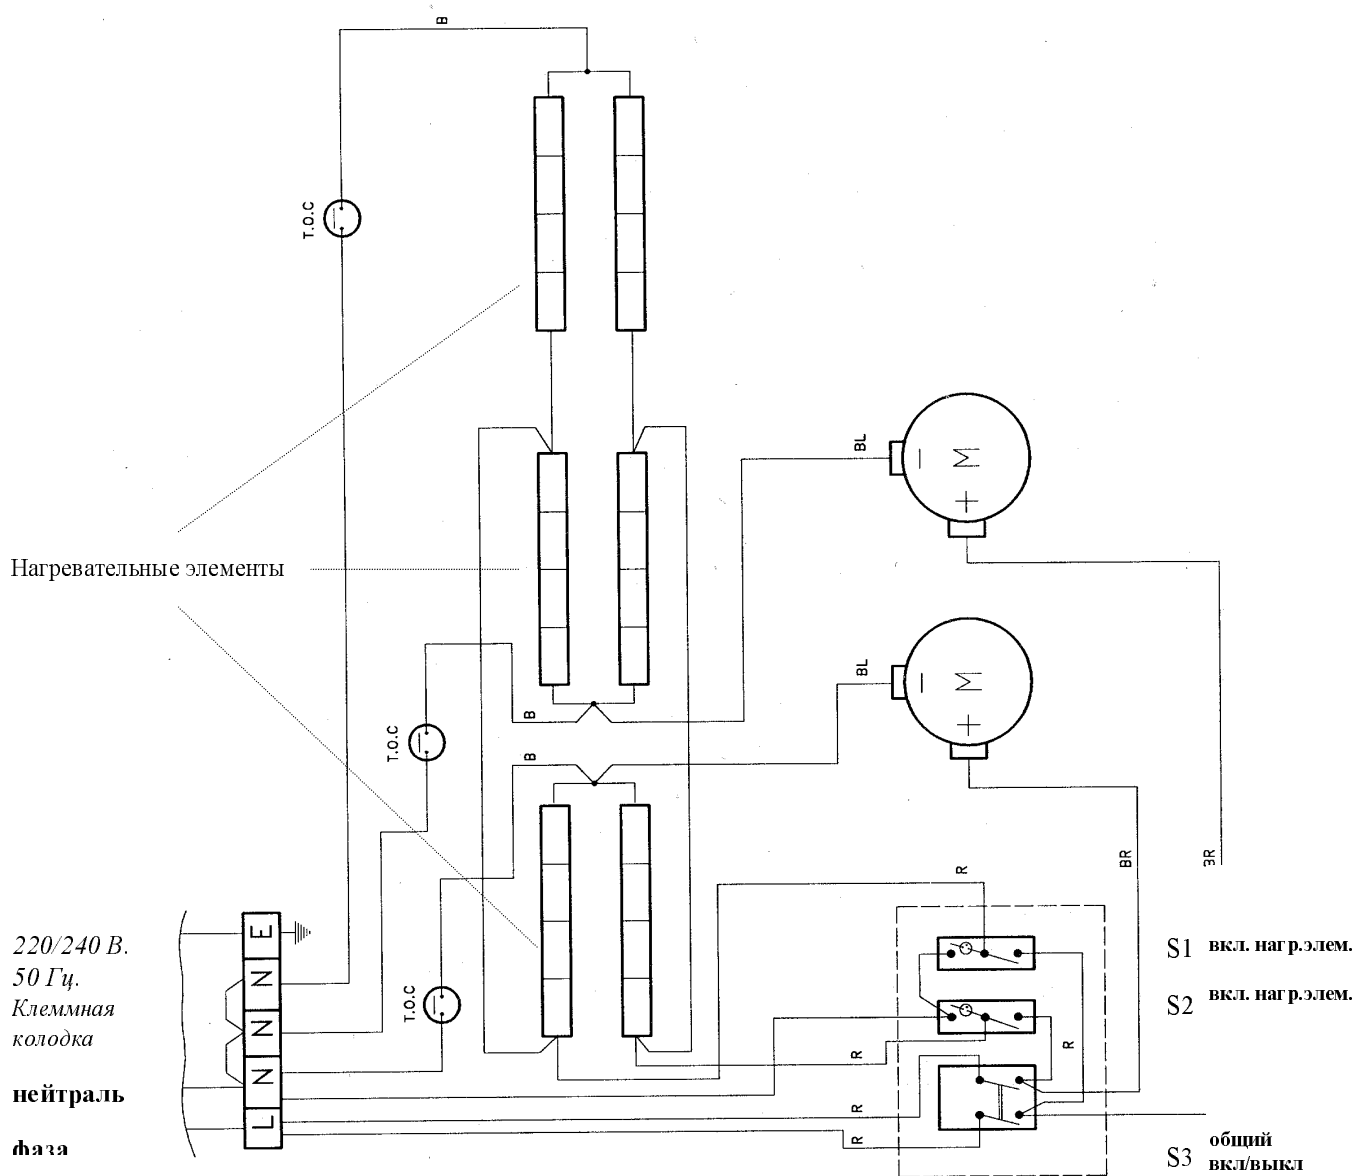 B
T.O.C
BL
M
+
Нагревательные элементы
BL
M
+
B
T.O.C
B
BR
R
T.O.C
220/240 В.
50 Гц.
Клеммная
колодка
нейтраль
фаза
E
N
N
N
L
S1 вкл. нагр.элем.
S2 вкл. нагр.элем.
R
R
R
R
S3 общий
вкл/выкл